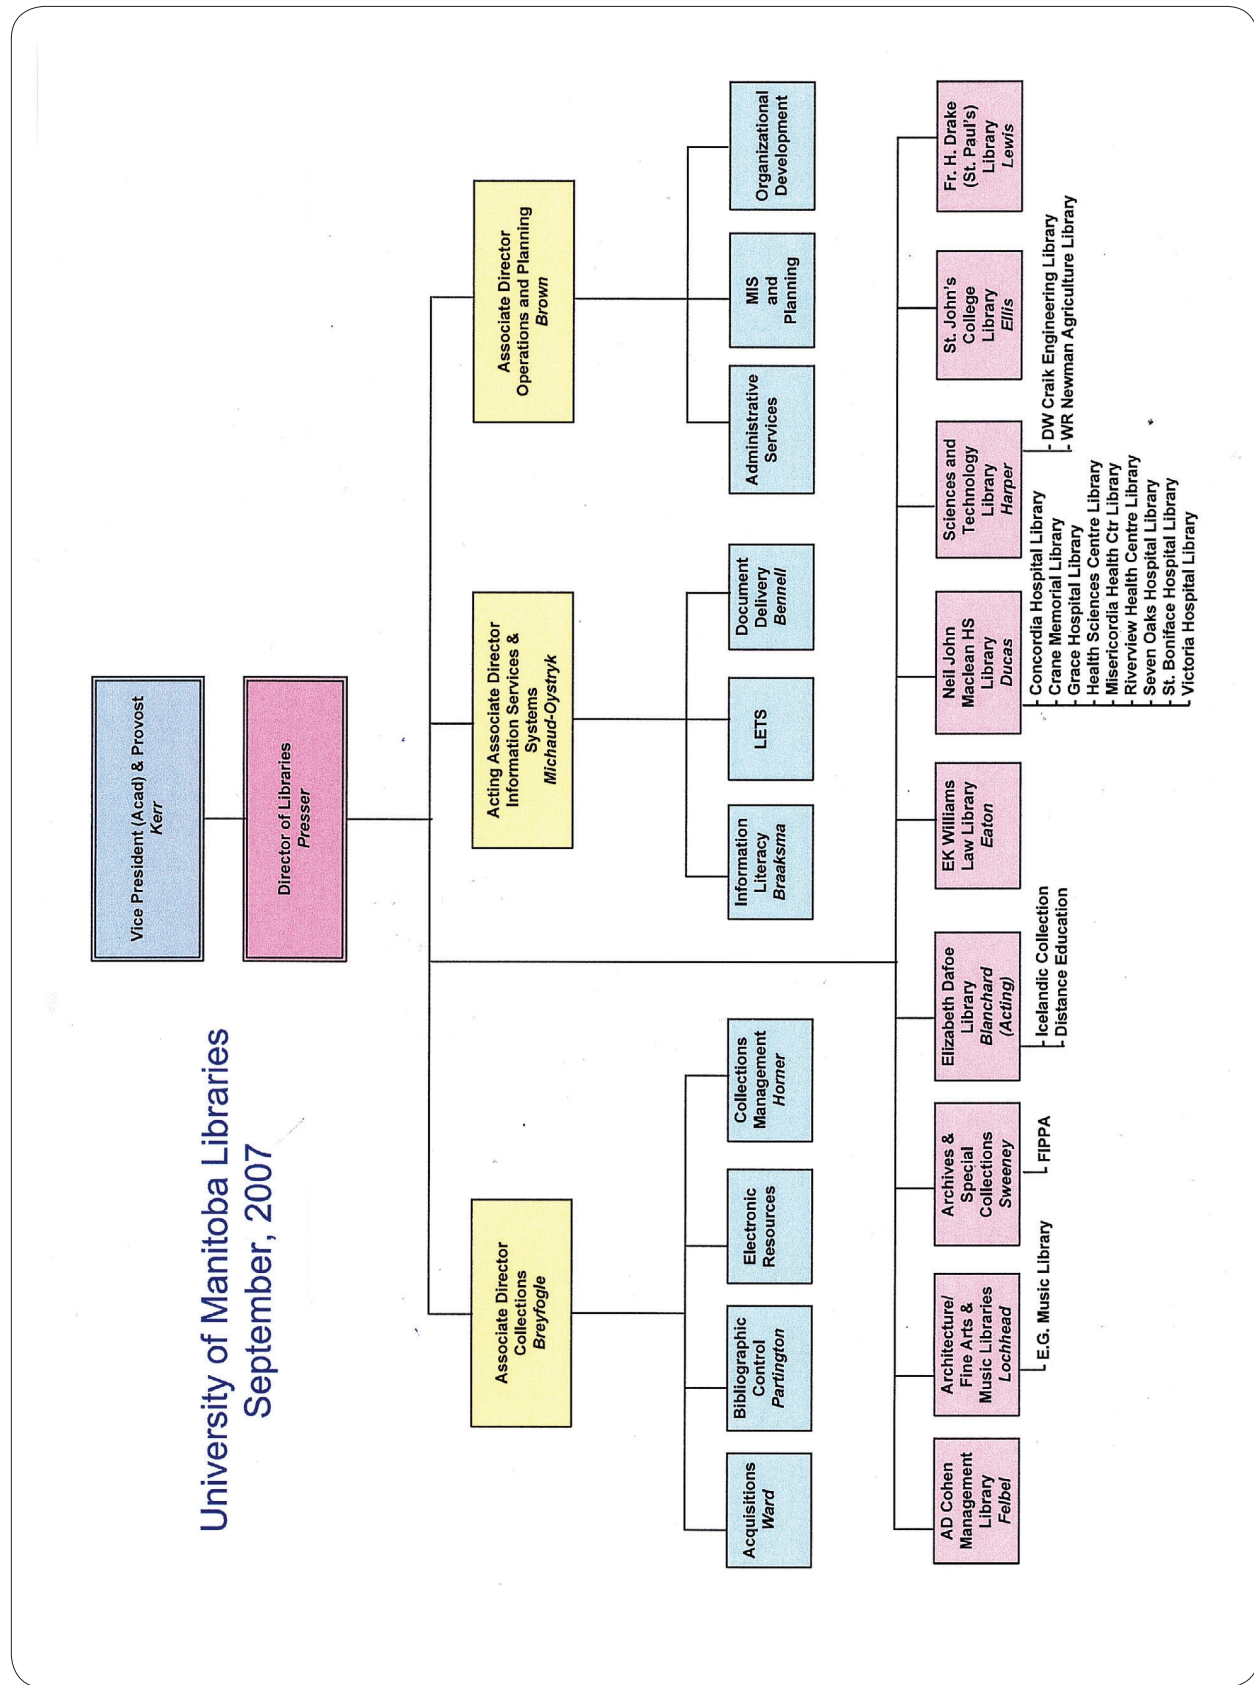 University of Manitoba Libraries
September, 2007
Vice President (Acad) & Provost
Kerr
Director of Libraries
Presser
Associate Director
Collections
Breyfogle
Acting Associate Director
Information Services &
Systems
Michaud-Oystryk
Associate Director
Operations and Planning
Brown
Acquisitions
Ward
Bibliographic
Control
Partington
Electronic
Resources
Collections
Management
Horner
Information
Literacy
Braaksma
LETS
Document
Delivery
Bennell
Administrative
Services
MIS
and
Planning
Organizational
Development
AD Cohen
Management
Library
Felbel
Architecture/
Fine Arts &
Music Libraries
Lochhead
E.G. Music Library
Archives &
Special
Collections
Sweeney
FIPPA
Elizabeth Dafoe
Library
Blanchard
(Acting)
Icelandic Collection
Distance Education
EK Williams
Law Library
Eaton
Neil John
Maclean HS
Library
Ducas
Concordia Hospital Library
Crane Memorial Library
Grace Hospital Library
Health Sciences Centre Library
Misericordia Health Ctr Library
Riverview Health Centre Library
Seven Oaks Hospital Library
St. Boniface Hospital Library
Victoria Hospital Library
Sciences and
Technology
Library
Harper
DW Craik Engineering Library
WR Newman Agriculture Library
St. John's
College
Library
Ellis
Fr. H. Drake
(St. Paul's)
Library
Lewis